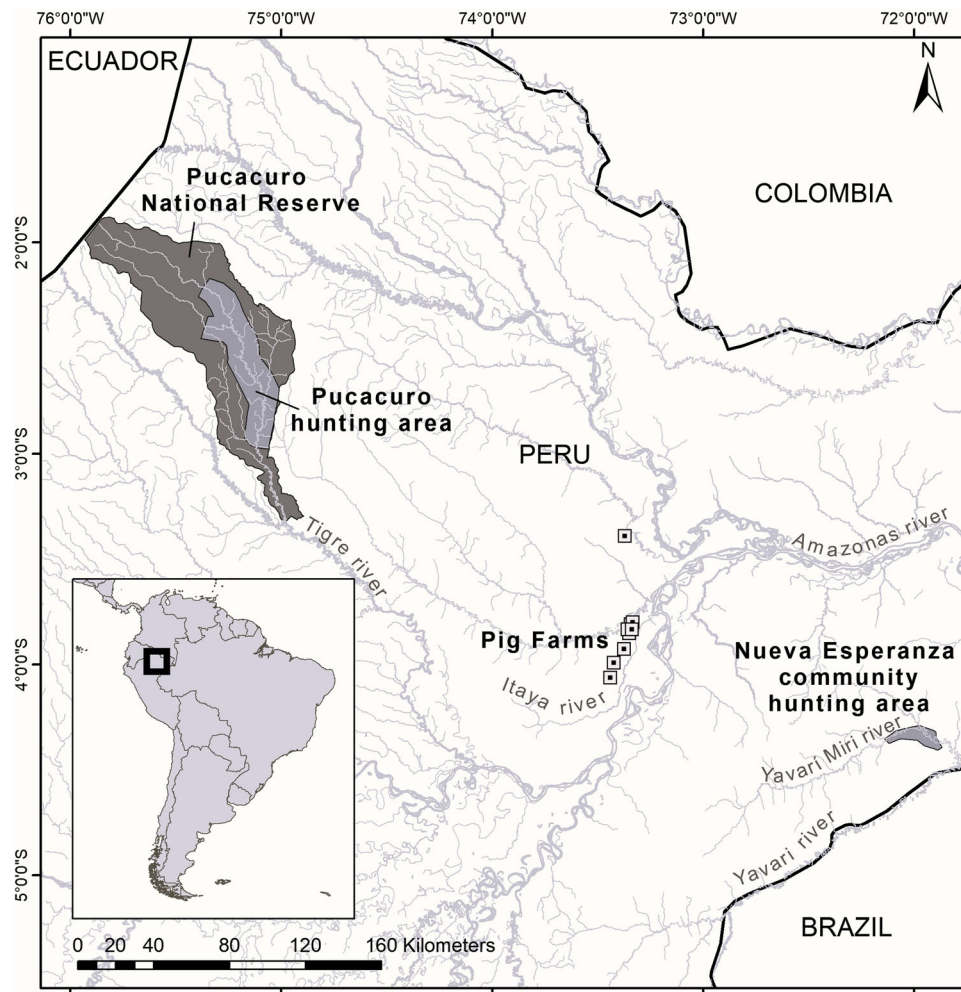 76°0'0"W
75°0'0"W
74°0'0"W
73°0'0"W
72°0'0"W
ECUADOR
N
Pucacuro
National Reserve
COLOMBIA
2°0'0"S
Pucacuro
hunting area
3°0'0"S
PERU
Tigre river
Amazonas river
Pig Farms
Nueva Esperanza
community
hunting area
4°0'0"S
Itaya river
Yavari Miri river
Yavari river
5°0'0"S
BRAZIL
0 20 40 80 120 160 Kilometers